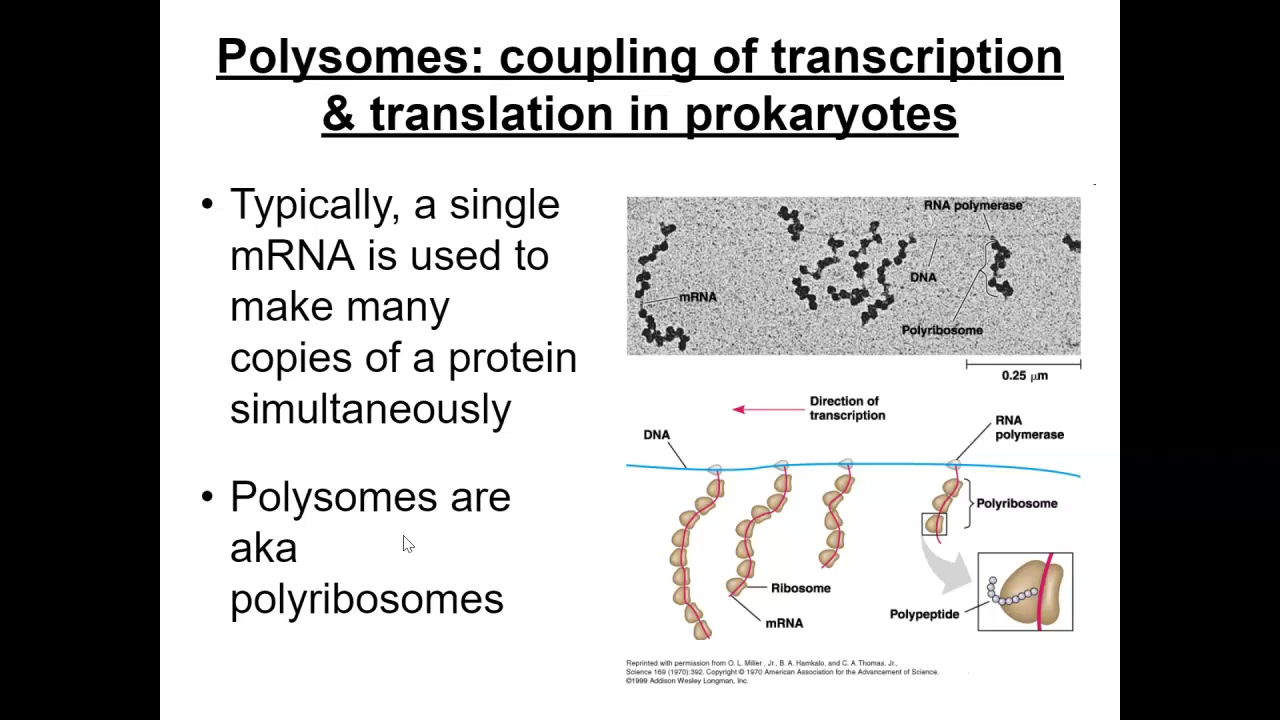 Polysomes: coupling of transcription
& translation in prokaryotes
• Typically, a single
mRNA is used to
make many
copies of a protein
simultaneously
• Polysomes are
aka
polyribosomes
RNA polymerase
DNA
mRNA
Polyribosome
0.25 μm
Direction of
transcription
DNA
RNA
polymerase
Polyribosome
Ribosome
mRNA
Polypeptide
Reprinted with permission from O. L. Miller , Jr., B. A. Hamkalo, and C. A. Thomas, Jr.,
Science 169 (1970):392. Copyright © 1970 American Association for the Advancement of Science.
©1999 Addison Wesley Longman, Inc.